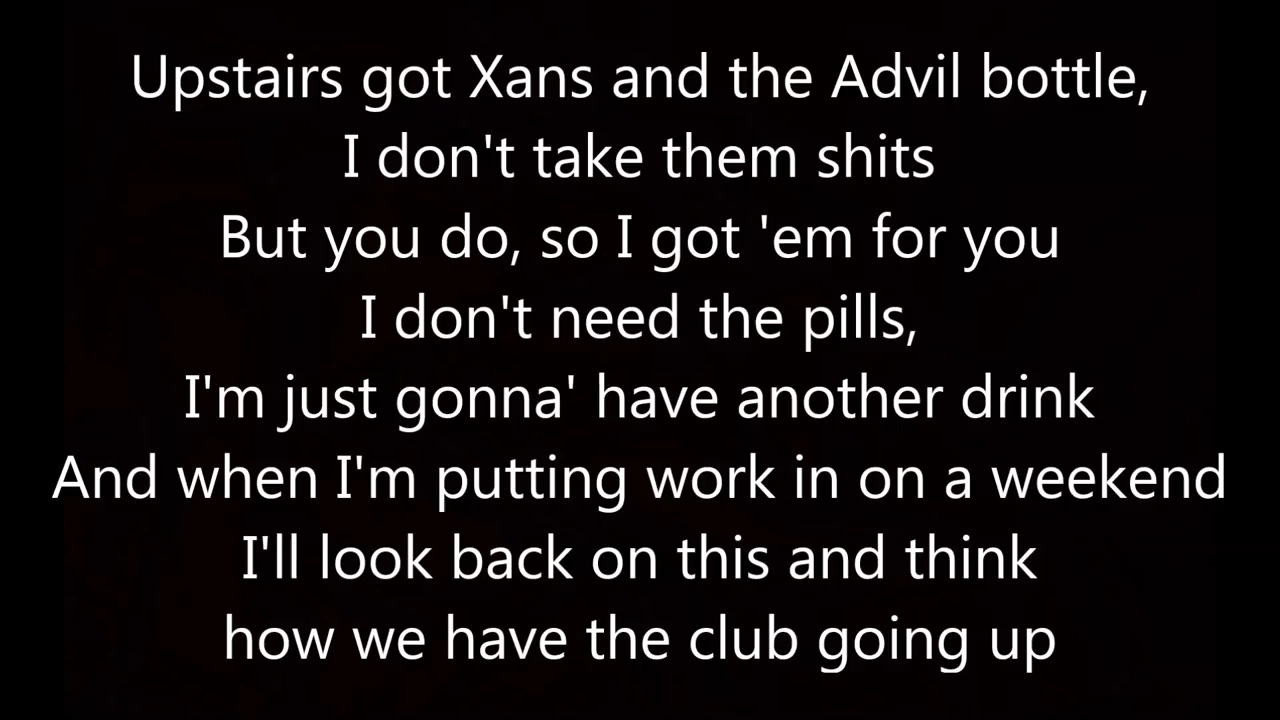 Upstairs got Xans and the Advil bottle,
I don't take them shits
But you do, so I got 'em for you
I don't need the pills,
I'm just gonna' have another drink
And when I'm putting work in on a weekend
I'll look back on this and think
how we have the club going up